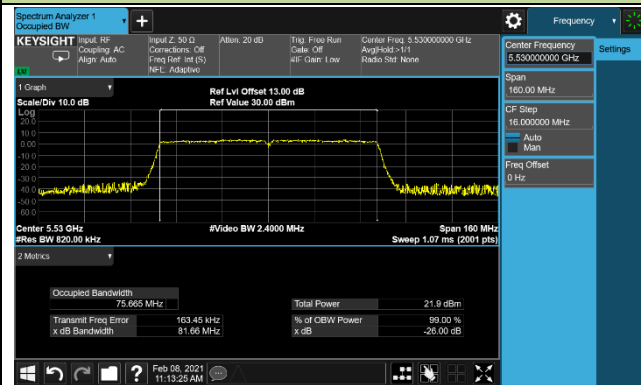 Spectrum Analyzer 1
Occupied BW
+
Frequency
KEYSIGHT
Input: RF
Coupling: AC
Align: Auto
Input Z: 50 Ω
Corrections: Off
Freq Ref: Int (S)
NFE: Adaptive
Atten: 20 dB
Trig: Free Run
Gate: Off
#IF Gain: Low
Center Freq: 5.530000000 GHz
Avg|Hold:>1/1
Radio Std: None
LXI
Center Frequency
5.530000000 GHz
Settings
Span
160.00 MHz
CF Step
16.000000 MHz
Auto
Man
Freq Offset
0 Hz
1 Graph
Scale/Div 10.0 dB
Ref Lvl Offset 13.00 dB
Ref Value 30.00 dBm
Log
20.0
10.0
0.00
-10.0
-20.0
-30.0
-40.0
-50.0
-60.0
Center 5.53 GHz
#Res BW 820.00 kHz
#Video BW 2.4000 MHz
Span 160 MHz
Sweep 1.07 ms (2001 pts)
2 Metrics
Occupied Bandwidth
75.665 MHz
Total Power 21.9 dBm
Transmit Freq Error 163.45 kHz
% of OBW Power 99.00 %
x dB Bandwidth 81.66 MHz
x dB -26.00 dB
?
Feb 08, 2021
11:13:25 AM